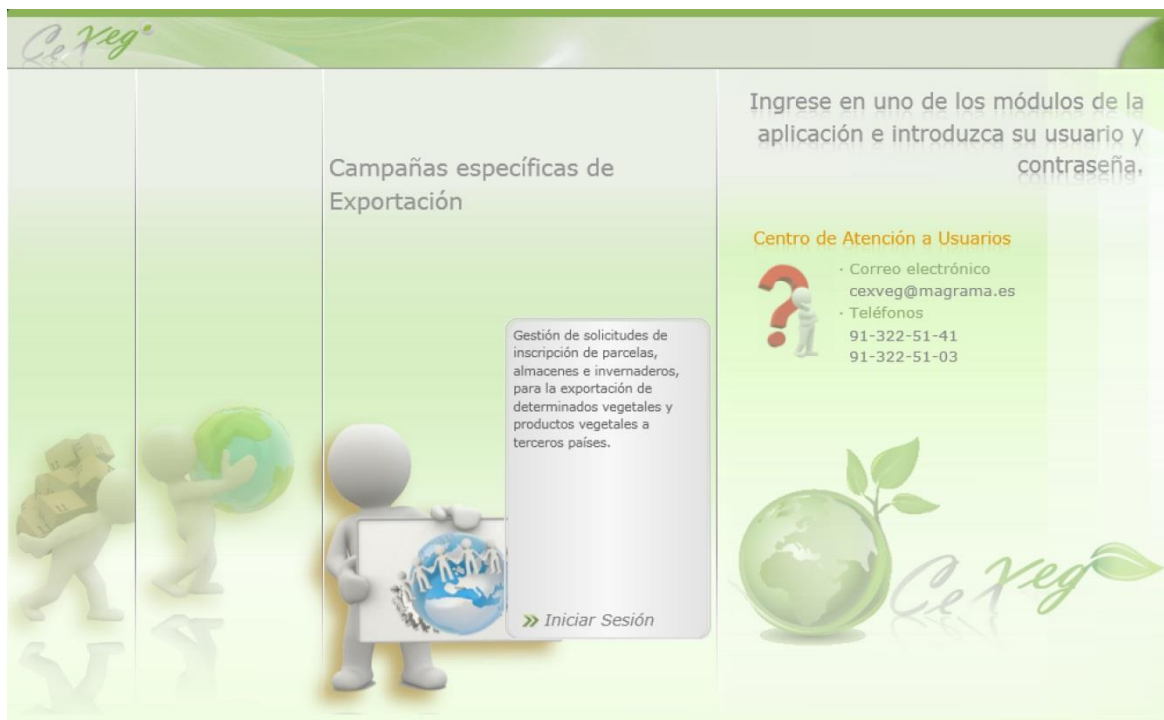 CexVeg
Ingrese en uno de los módulos de la
aplicación e introduzca su usuario y
contraseña.
Campañas específicas de
Exportación
Centro de Atención a Usuarios
· Correo electrónico
cexveg@magrama.es
· Teléfonos
91-322-51-41
91-322-51-03
Gestión de solicitudes de
inscripción de parcelas,
almacenes e invernaderos,
para la exportación de
determinados vegetales y
productos vegetales a
terceros países.
» Iniciar Sesión
CexVeg